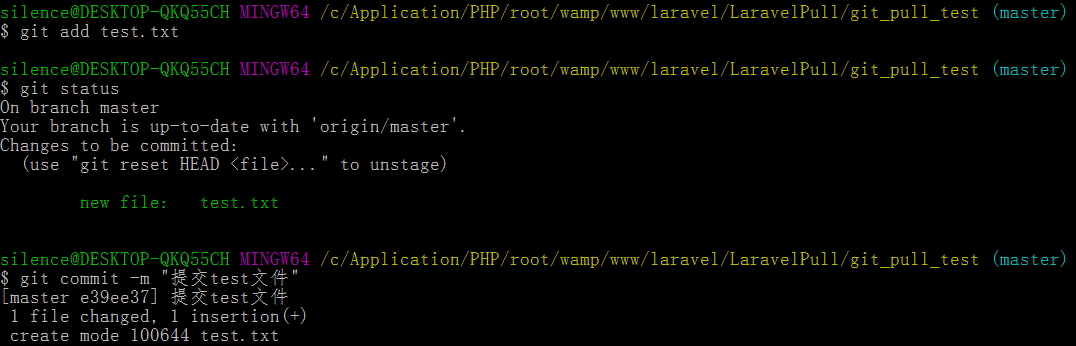 silence@DESKTOP-QKQ55CH MINGW64 /c/Application/PHP/root/wamp/www/laravel/LaravelPull/git_pull_test (master)
$ git add test.txt
silence@DESKTOP-QKQ55CH MINGW64 /c/Application/PHP/root/wamp/www/laravel/LaravelPull/git_pull_test (master)
$ git status
On branch master
Your branch is up-to-date with 'origin/master'.
Changes to be committed:
  (use "git reset HEAD <file>..." to unstage)
        new file:   test.txt
silence@DESKTOP-QKQ55CH MINGW64 /c/Application/PHP/root/wamp/www/laravel/LaravelPull/git_pull_test (master)
$ git commit -m "提交test文件"
[master e39ee37] 提交test文件
 1 file changed, 1 insertion(+)
 create mode 100644 test.txt